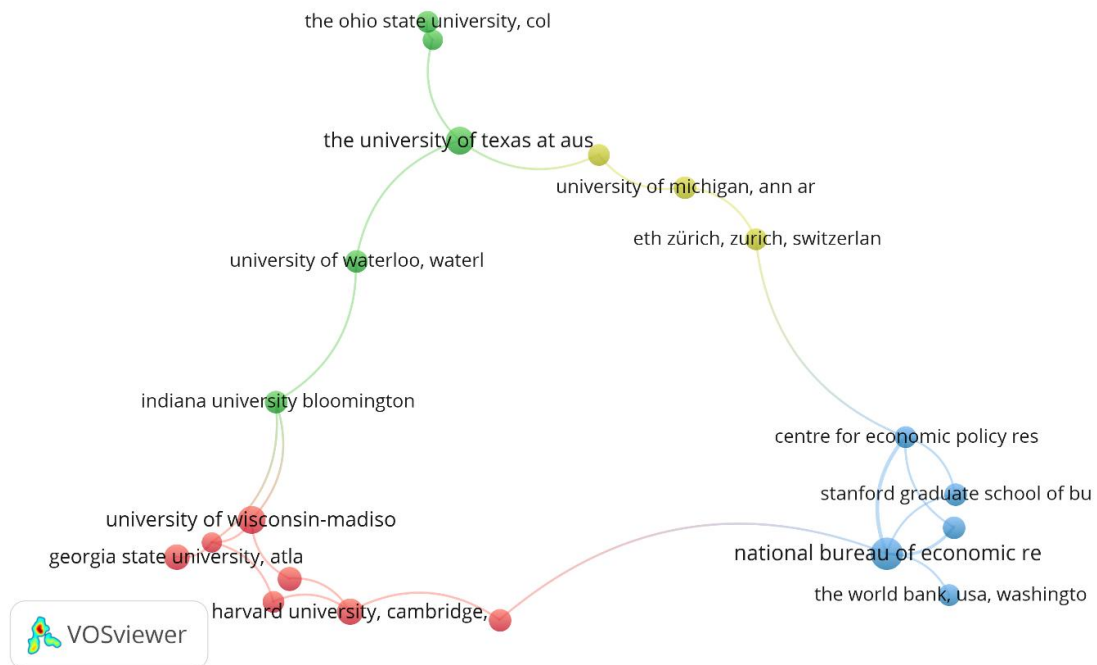 the ohio state university, col
the university of texas at aus
university of michigan, ann ar
eth zürich, zurich, switzerlan
university of waterloo, waterl
indiana university bloomington
centre for economic policy res
stanford graduate school of bu
university of wisconsin-madiso
national bureau of economic re
georgia state university, atla
the world bank, usa, washingto
harvard university, cambridge,
VOSviewer